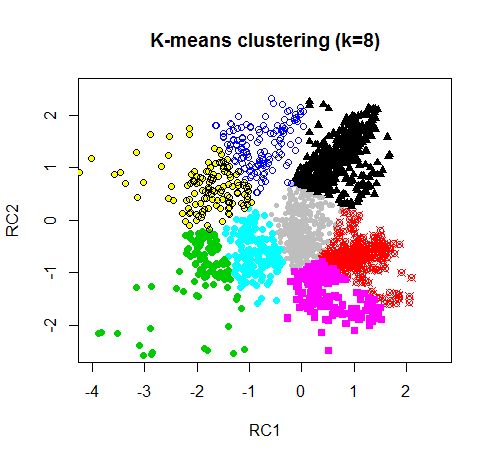 K-means clustering (k=8)
2
1
0
-1
-2
RC2
-4 -3 -2 -1 0 1 2
RC1